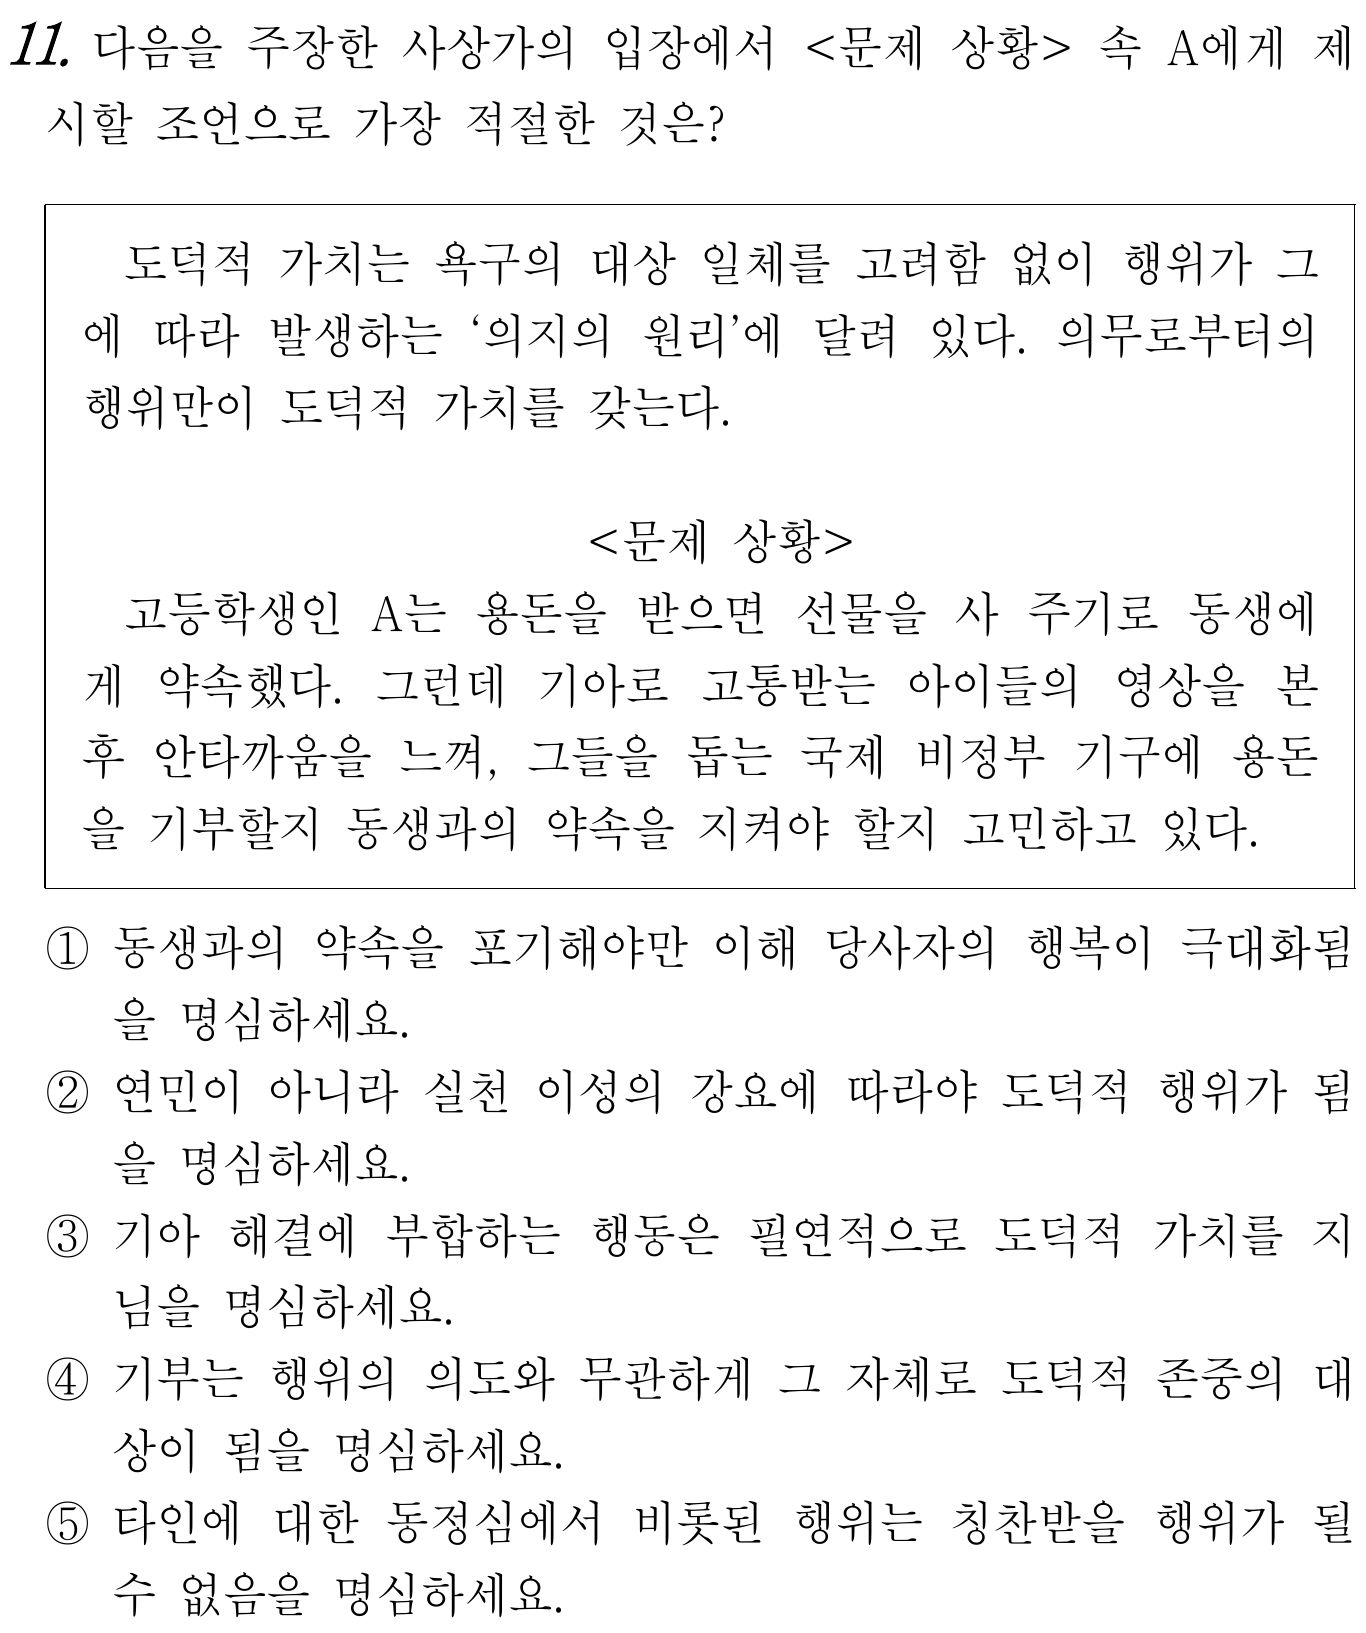 11. 다음을 주장한 사상가의 입장에서 <문제 상황> 속 A에게 제
시할 조언으로 가장 적절한 것은?
도덕적 가치는 욕구의 대상 일체를 고려함 없이 행위가 그
에 따라 발생하는 ‘의지의 원리’에 달려 있다. 의무로부터의
행위만이 도덕적 가치를 갖는다.
<문제 상황>
고등학생인 A는 용돈을 받으면 선물을 사 주기로 동생에
게 약속했다. 그런데 기아로 고통받는 아이들의 영상을 본
후 안타까움을 느껴, 그들을 돕는 국제 비정부 기구에 용돈
을 기부할지 동생과의 약속을 지켜야 할지 고민하고 있다.
① 동생과의 약속을 포기해야만 이해 당사자의 행복이 극대화됨
을 명심하세요.
② 연민이 아니라 실천 이성의 강요에 따라야 도덕적 행위가 됨
을 명심하세요.
③ 기아 해결에 부합하는 행동은 필연적으로 도덕적 가치를 지
님을 명심하세요.
④ 기부는 행위의 의도와 무관하게 그 자체로 도덕적 존중의 대
상이 됨을 명심하세요.
⑤ 타인에 대한 동정심에서 비롯된 행위는 칭찬받을 행위가 될
수 없음을 명심하세요.